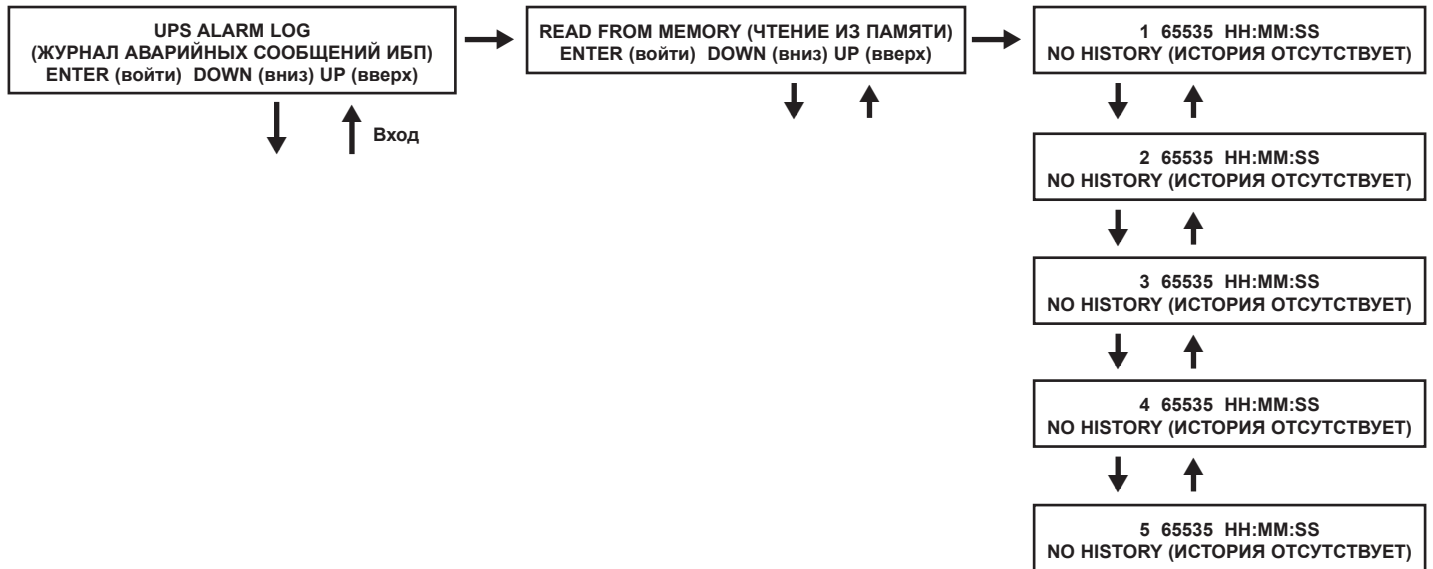 UPS ALARM LOG
(ЖУРНАЛ АВАРИЙНЫХ СООБЩЕНИЙ ИБП)
ENTER (войти) DOWN (вниз) UP (вверх)
Вход
READ FROM MEMORY (ЧТЕНИЕ ИЗ ПАМЯТИ)
ENTER (войти) DOWN (вниз) UP (вверх)
1 65535 HH:MM:SS
NO HISTORY (ИСТОРИЯ ОТСУТСТВУЕТ)
2 65535 HH:MM:SS
NO HISTORY (ИСТОРИЯ ОТСУТСТВУЕТ)
3 65535 HH:MM:SS
NO HISTORY (ИСТОРИЯ ОТСУТСТВУЕТ)
4 65535 HH:MM:SS
NO HISTORY (ИСТОРИЯ ОТСУТСТВУЕТ)
5 65535 HH:MM:SS
NO HISTORY (ИСТОРИЯ ОТСУТСТВУЕТ)